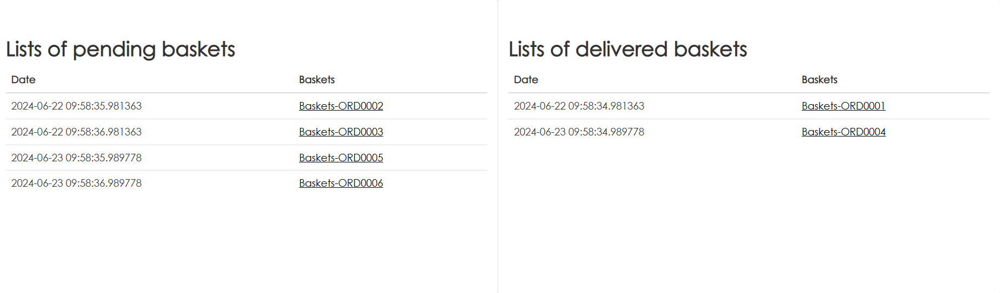 Lists of pending baskets
Date Baskets
2024-06-22 09:58:35.981363 Baskets-ORD0002
2024-06-22 09:58:36.981363 Baskets-ORD0003
2024-06-23 09:58:35.989778 Baskets-ORD0005
2024-06-23 09:58:36.989778 Baskets-ORD0006
Lists of delivered baskets
Date Baskets
2024-06-22 09:58:34.981363 Baskets-ORD0001
2024-06-23 09:58:34.989778 Baskets-ORD0004